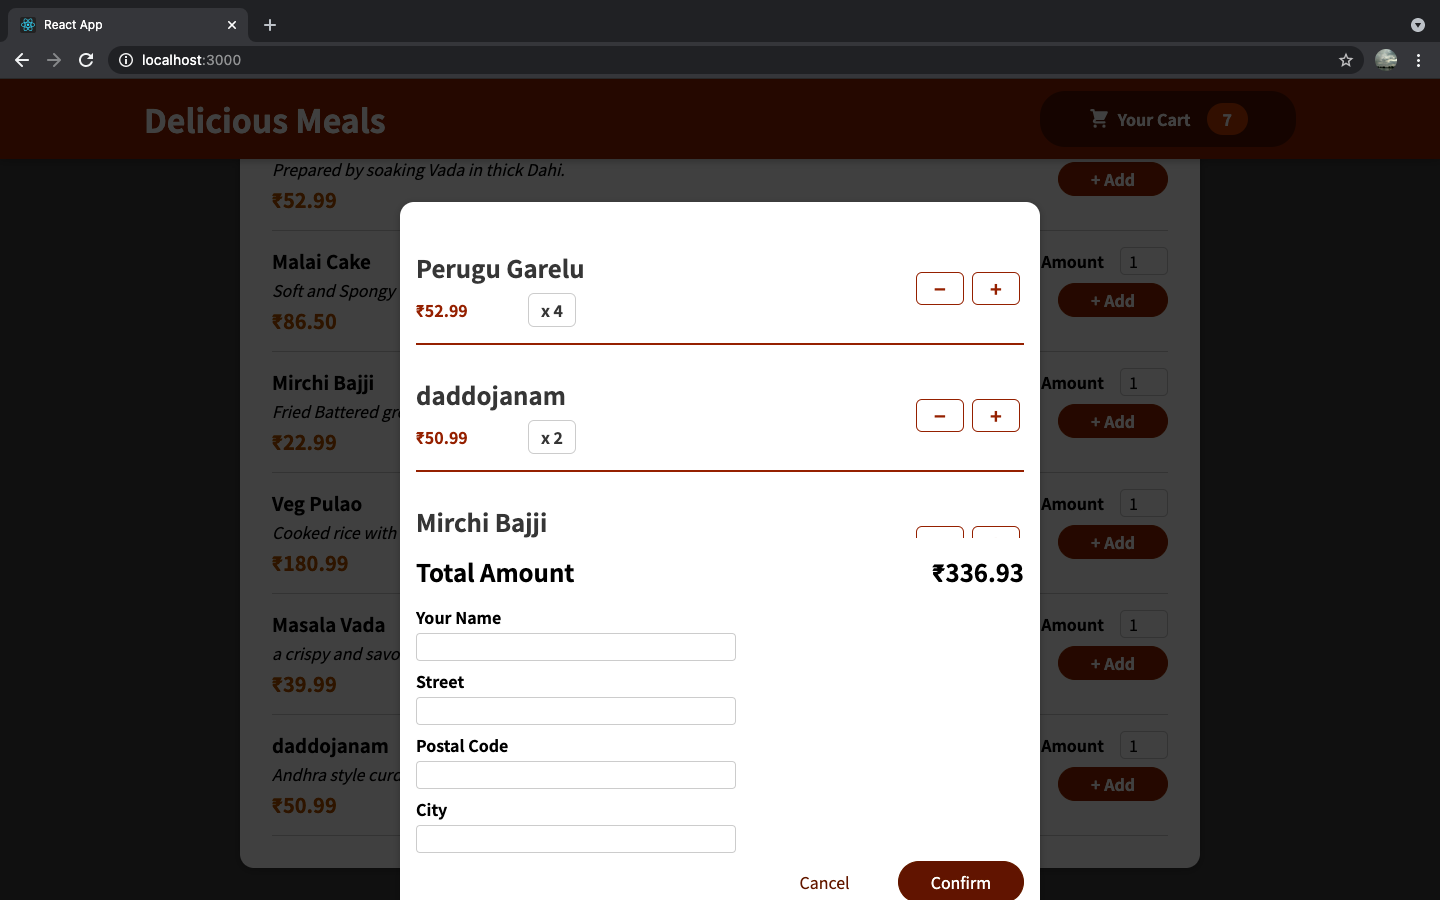 React App
localhost:3000
Delicious Meals
Your Cart 7
Prepared by soaking Vada in thick Dahi.
+ Add
₹52.99
Malai Cake
Amount 1
Soft and Spongy
+ Add
₹86.50
Mirchi Bajji
Amount 1
Fried Battered
+ Add
₹22.99
Veg Pulao
Amount 1
Cooked rice with
+ Add
₹180.99
Masala Vada
Amount 1
a crispy and
+ Add
₹39.99
daddojanam
Amount 1
Andhra style
+ Add
₹50.99
Perugu Garelu
₹52.99 x 4
− +
daddojanam
₹50.99 x 2
− +
Mirchi Bajji
Total Amount ₹336.93
Your Name
Street
Postal Code
City
Cancel Confirm